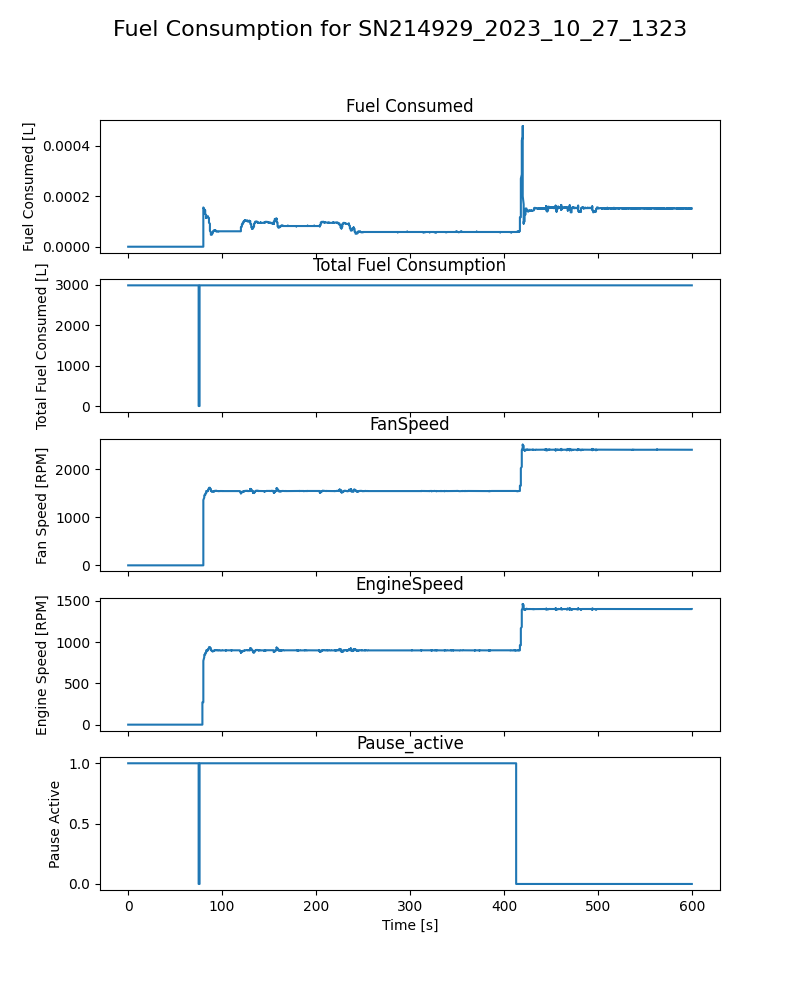 Fuel Consumption for SN214929_2023_10_27_1323
Fuel Consumed
Fuel Consumed [L]
0.0004
0.0002
0.0000
Total Fuel Consumption
Total Fuel Consumed [L]
3000
2000
1000
0
FanSpeed
Fan Speed [RPM]
2000
1000
0
EngineSpeed
Engine Speed [RPM]
1500
1000
500
0
Pause_active
Pause Active
1.0
0.5
0.0
0 100 200 300 400 500 600
Time [s]